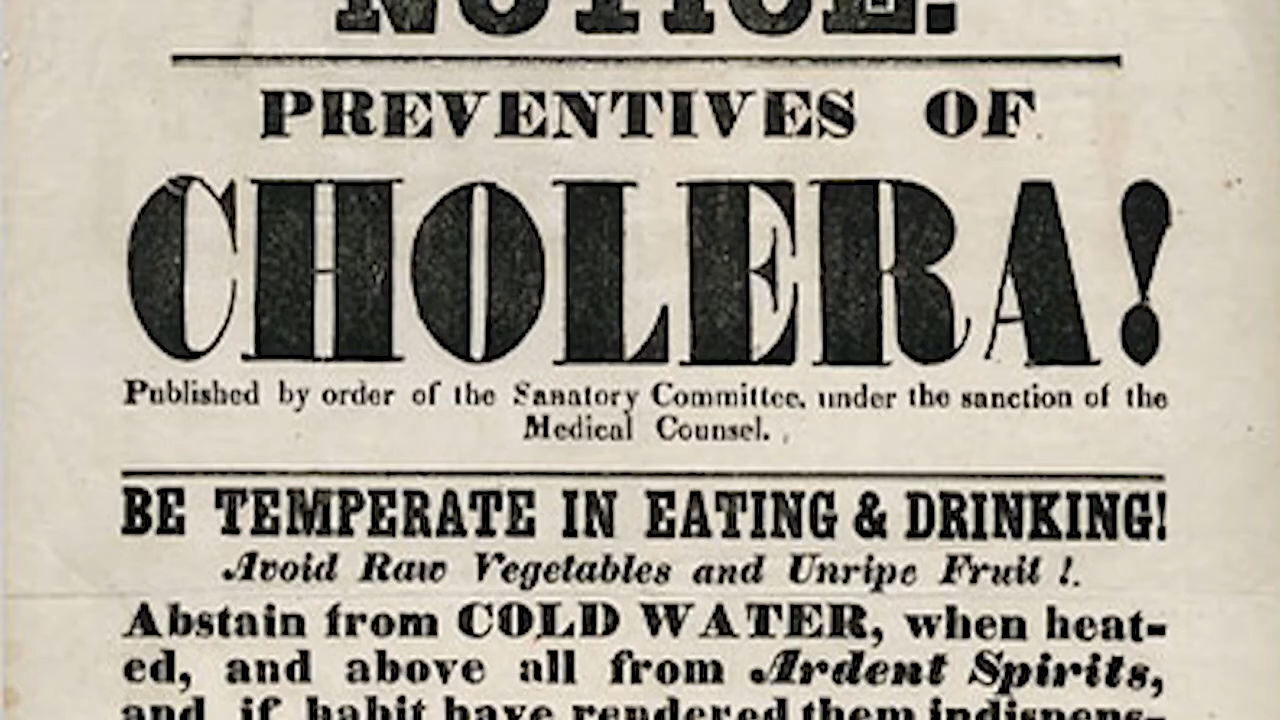 NOTICE.
PREVENTIVES OF
CHOLERA!
Published by order of the Sanatory Committee, under the sanction of the
Medical Counsel.
BE TEMPERATE IN EATING & DRINKING!
Avoid Raw Vegetables and Unripe Fruit !.
Abstain from COLD WATER, when heat-
ed, and above all from Ardent Spirits,
and if habit have rendered them indispens-